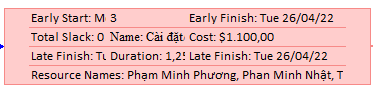 Early Start: M 3 Early Finish: Tue 26/04/22
Total Slack: 0 Name: Cài đặt Cost: $1.100,00
Late Finish: Tu Duration: 1,25 Late Finish: Tue 26/04/22
Resource Names: Phạm Minh Phương, Phan Minh Nhật, T